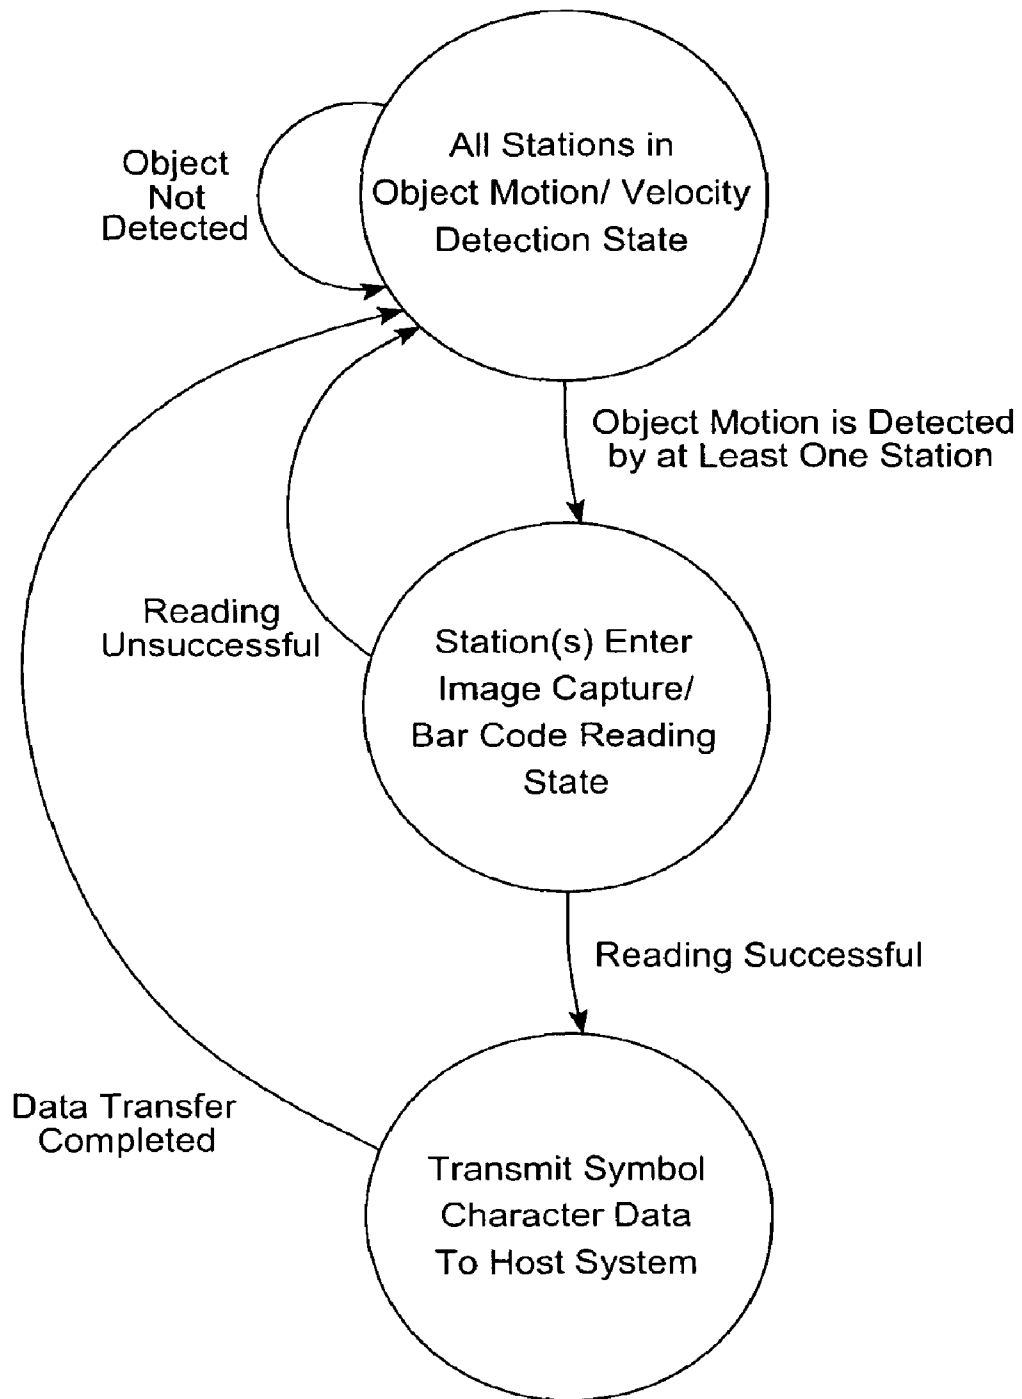 All Stations in
Object Motion/ Velocity
Detection State
Object
Not
Detected
Object Motion is Detected
by at Least One Station
Reading
Unsuccessful
Station(s) Enter
Image Capture/
Bar Code Reading
State
Reading Successful
Data Transfer
Completed
Transmit Symbol
Character Data
To Host System